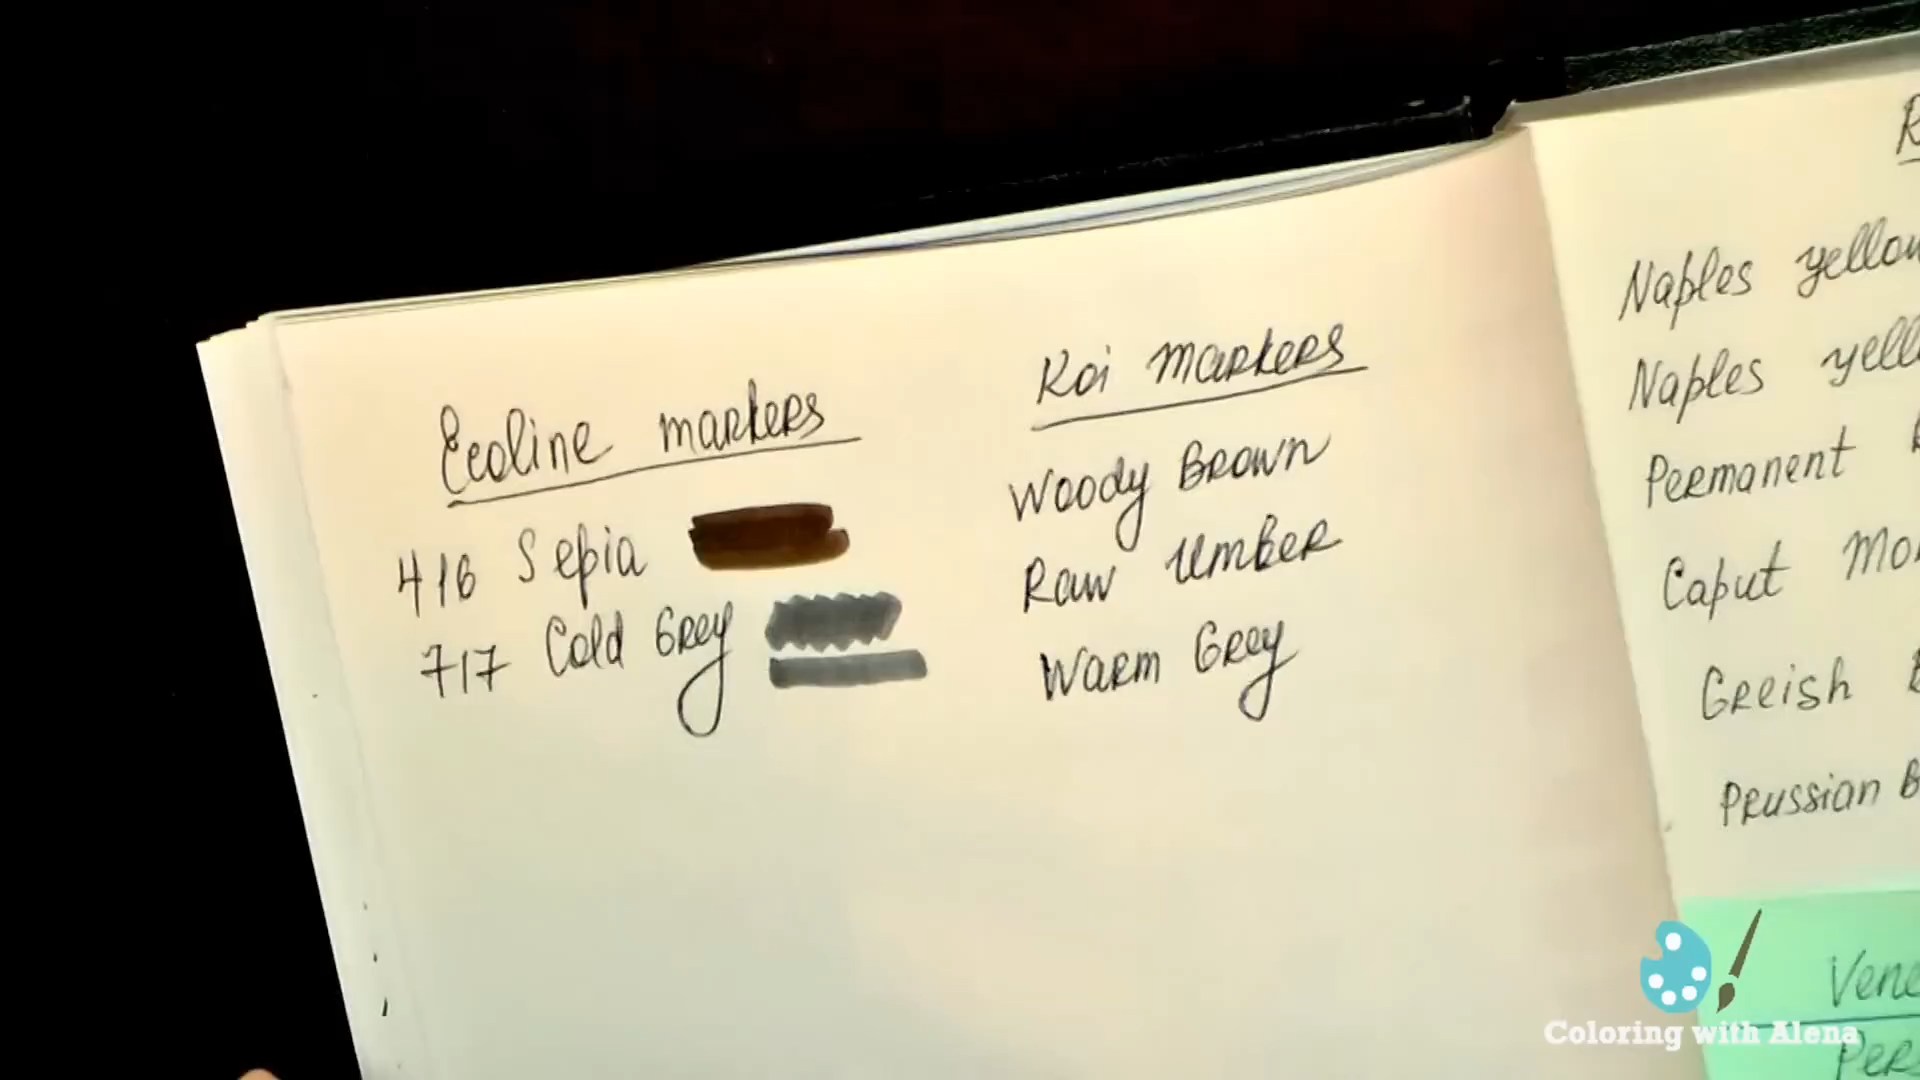 Ecoline markers
416 Sepia
717 Cold Grey
Koi markers
Woody Brown
Raw Umber
Warm Grey
Naples yellow
Naples
Permanent
Caput
Greish
Prussian
Coloring with Alena